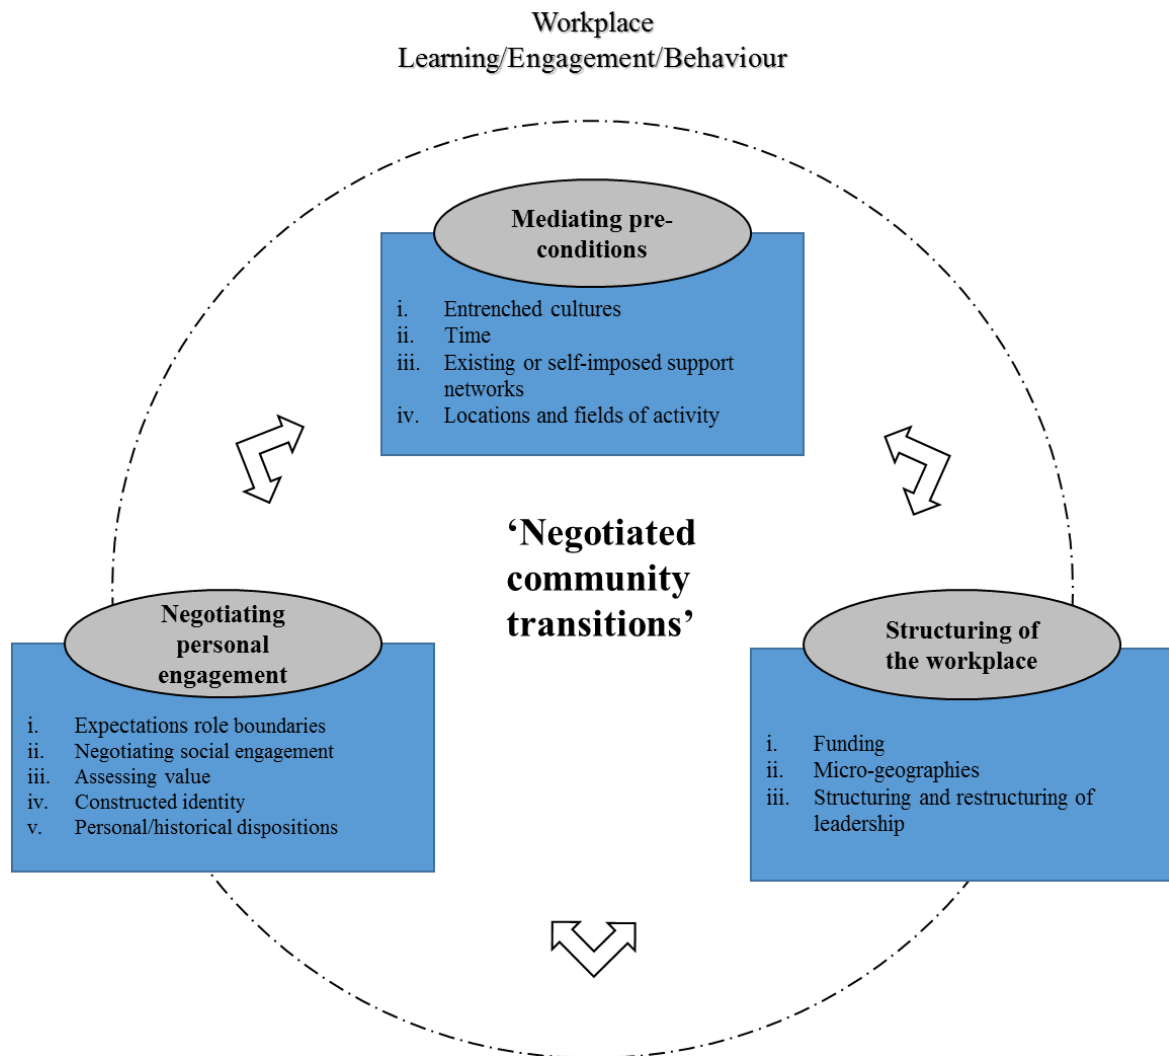 Workplace
Learning/Engagement/Behaviour
Mediating pre-
conditions
i. Entrenched cultures
ii. Time
iii. Existing or self-imposed support
networks
iv. Locations and fields of activity
‘Negotiated
community
transitions’
Negotiating
personal
engagement
i. Expectations role boundaries
ii. Negotiating social engagement
iii. Assessing value
iv. Constructed identity
v. Personal/historical dispositions
Structuring of
the workplace
i. Funding
ii. Micro-geographies
iii. Structuring and restructuring of
leadership